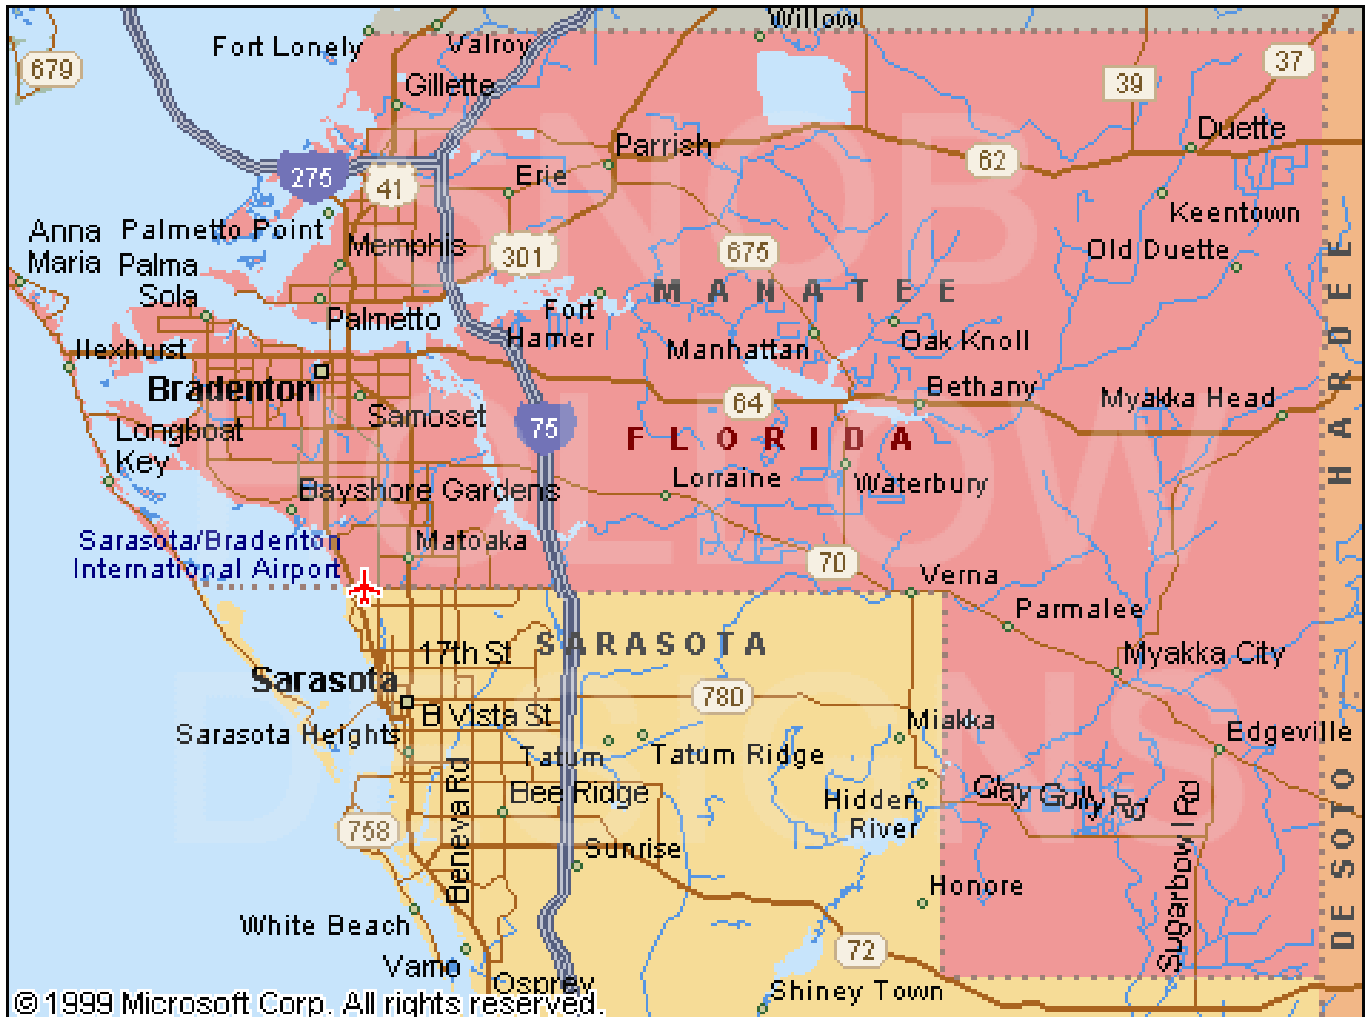 Willow
Fort Lonely
Valroy
679
37
39
Gillette
Duette
Parrish
62
Erie
275
41
Keentown
Anna
Maria
Palmetto Point
Memphis
301
675
Old Duette
Palma
Sola
MANATEE
HARDEE
Fort
Hamer
Palmetto
Oak Knoll
Manhattan
Ilexhurst
Bradenton
Bethany
Myakka Head
64
Samoset
75
FLORIDA
Longboat
Key
Lorraine
Waterbury
Bayshore Gardens
Sarasota/Bradenton
International Airport
Matoaka
70
Verna
Parmalee
SARASOTA
17th St
Myakka City
Sarasota
780
B Vista St
Miakka
Sarasota Heights
Edgeville
Tatum
Tatum Ridge
Beneva Rd
Bee Ridge
Hidden
River
Clay Gully Rd
758
Sunrise
Sugarbowl Rd
DESOTO
Honore
White Beach
72
Vamo
Osprey
Shiney Town
© 1999 Microsoft Corp. All rights reserved.
SNOB
HOLLOW
DESIGNS